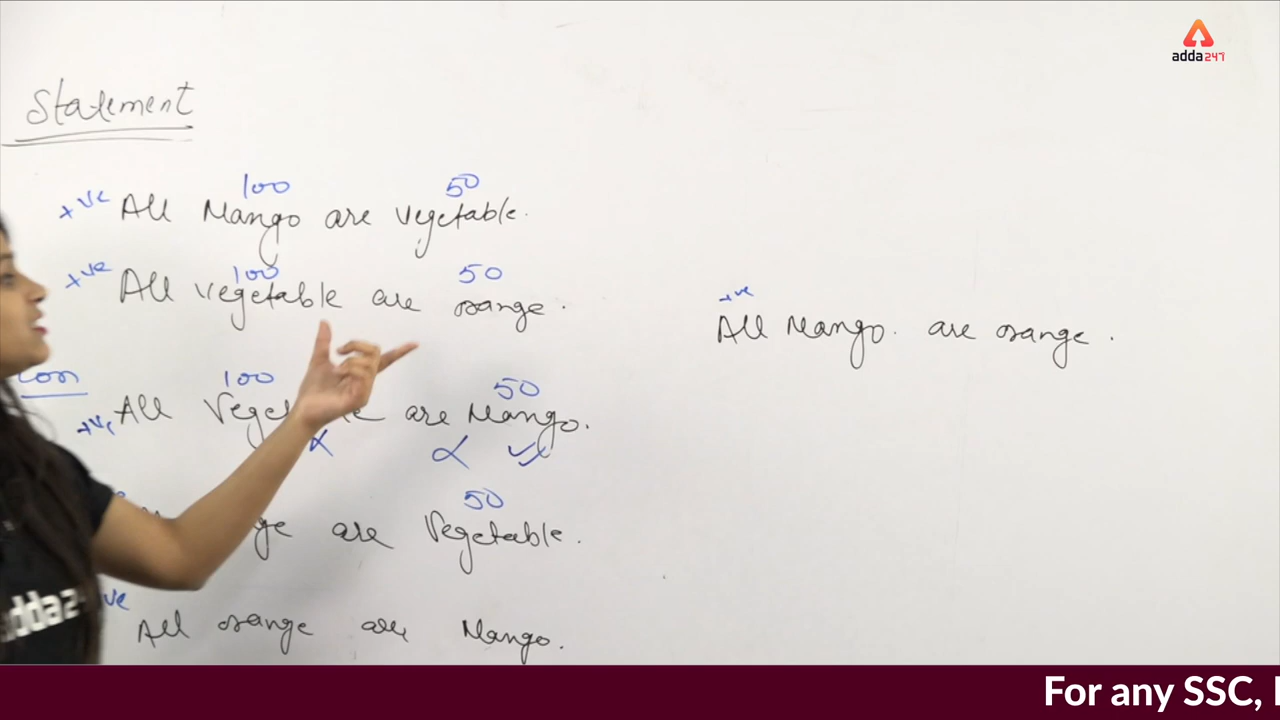 adda247
Statement
+ve 100 50
All Mango are vegetable.
+ve 100 50
All vegetable are orange.
+ve
All Mango. are orange.
Con
100 50
+ve All are Mango.
50
are Vegetable.
ve
All orange are Mango.
adda2
For any SSC,